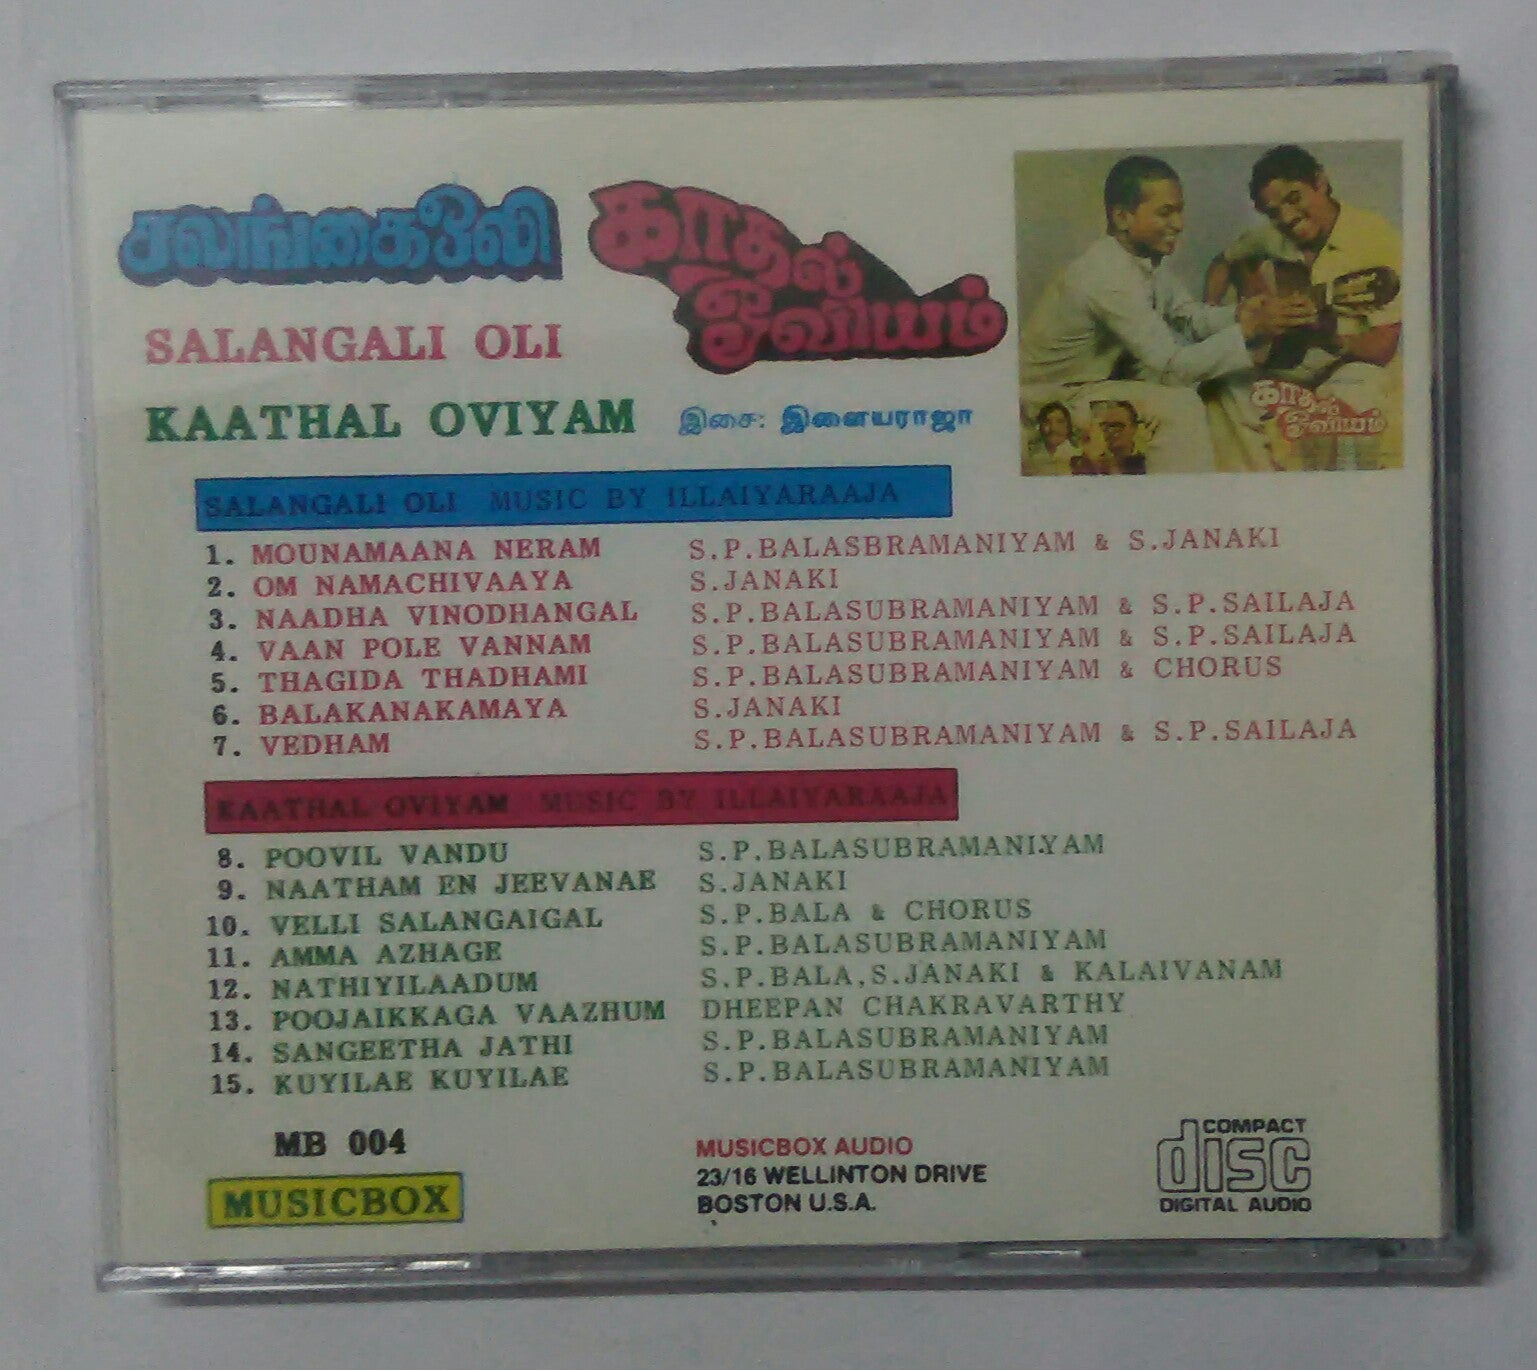 சலங்கைஒலி
காதல்
ஓவியம்
SALANGALI OLI
KAATHAL OVIYAM
இசை: இளையராஜா
காதல்
ஓவியம்
SALANGALI OLI MUSIC BY ILLAIYARAAJA
1. MOUNAMAANA NERAM S.P.BALASBRAMANIYAM & S.JANAKI
2. OM NAMACHIVAAYA S.JANAKI
3. NAADHA VINODHANGAL S.P.BALASUBRAMANIYAM & S.P.SAILAJA
4. VAAN POLE VANNAM S.P.BALASUBRAMANIYAM & S.P.SAILAJA
5. THAGIDA THADHAMI S.P.BALASUBRAMANIYAM & CHORUS
6. BALAKANAKAMAYA S.JANAKI
7. VEDHAM S.P.BALASUBRAMANIYAM & S.P.SAILAJA
KAATHAL OVIYAM MUSIC BY ILLAIYARAAJA
8. POOVIL VANDU S.P.BALASUBRAMANIYAM
9. NAATHAM EN JEEVANAE S.JANAKI
10. VELLI SALANGAIGAL S.P.BALA & CHORUS
11. AMMA AZHAGE S.P.BALASUBRAMANIYAM
12. NATHIYILAADUM S.P.BALA,S.JANAKI & KALAIVANAM
13. POOJAIKKAGA VAAZHUM DHEEPAN CHAKRAVARTHY
14. SANGEETHA JATHI S.P.BALASUBRAMANIYAM
15. KUYILAE KUYILAE S.P.BALASUBRAMANIYAM
MB 004
MUSICBOX
MUSICBOX AUDIO
23/16 WELLINTON DRIVE
BOSTON U.S.A.
COMPACT
disc
DIGITAL AUDIO